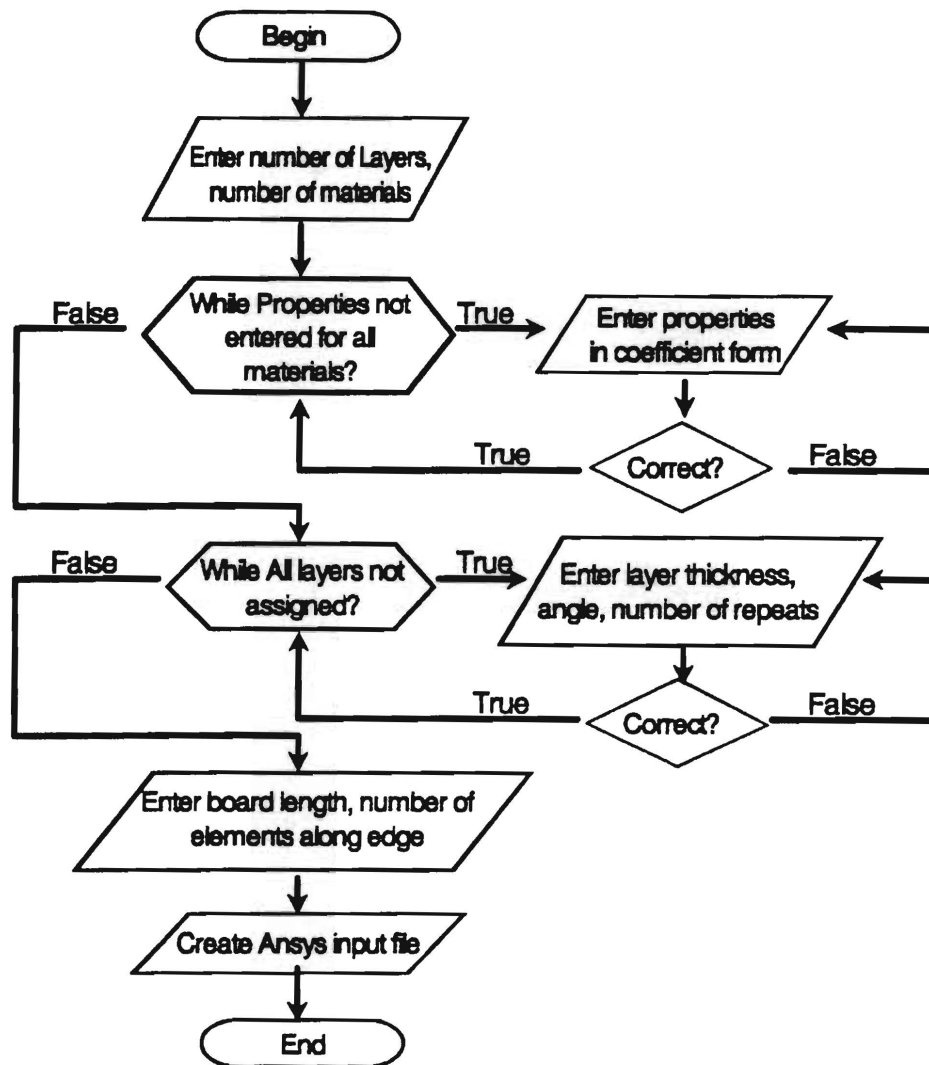 Begin
Enter number of Layers,
number of materials
False
While Properties not
entered for all
materials?
True
Enter properties
in coefficient form
True
Correct?
False
False
While All layers not
assigned?
True
Enter layer thickness,
angle, number of repeats
True
Correct?
False
Enter board length, number of
elements along edge
Create Ansys input file
End